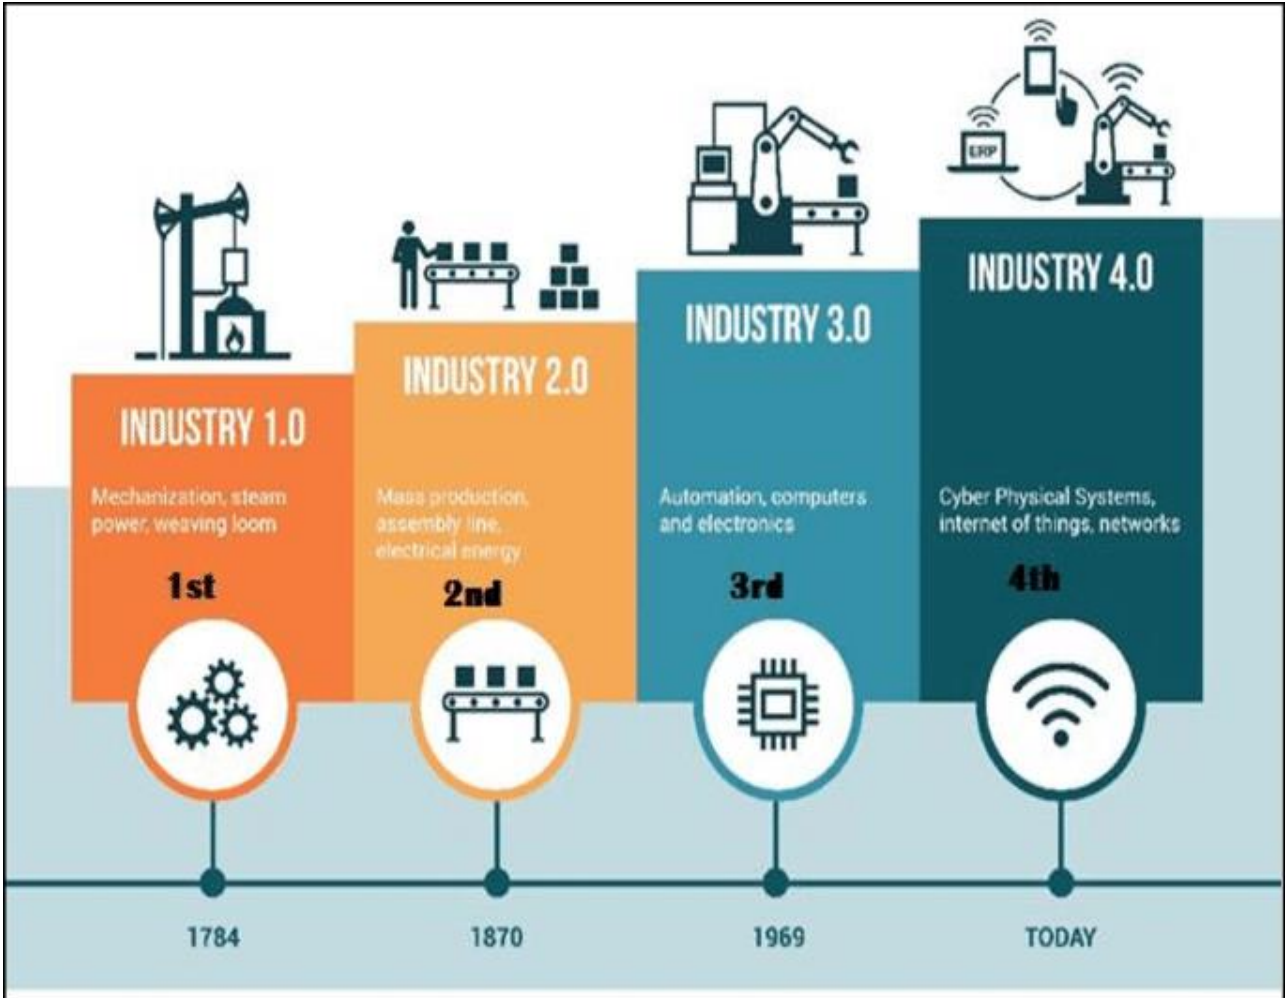 ERP
INDUSTRY 1.0
Mechanization, steam
power, weaving loom
1st
INDUSTRY 2.0
Mass production,
assembly line,
electrical energy
2nd
INDUSTRY 3.0
Automation, computers
and electronics
3rd
INDUSTRY 4.0
Cyber Physical Systems,
internet of things, networks
4th
1784
1870
1969
TODAY